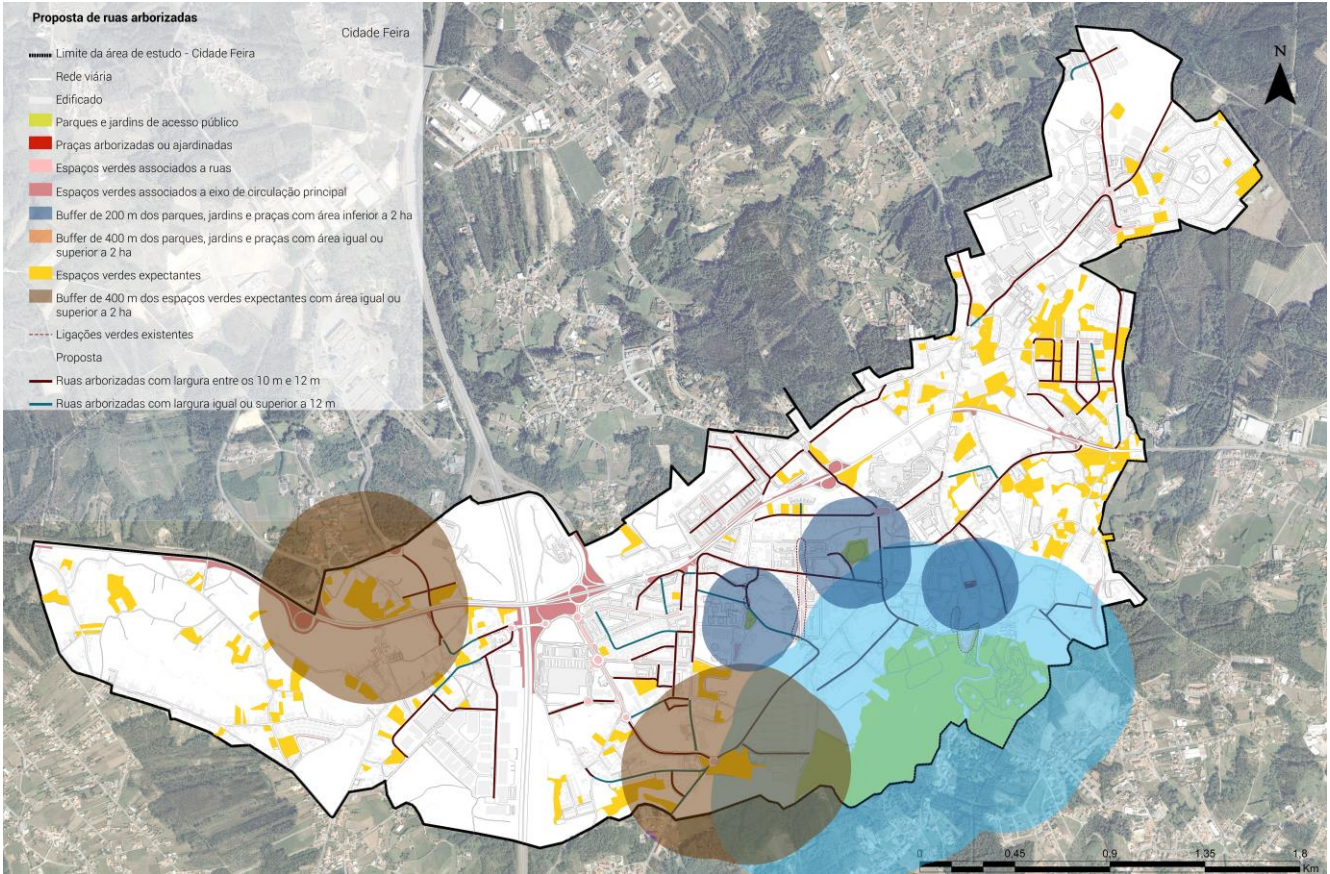 Proposta de ruas arborizadas
Cidade Feira
Limite da área de estudo - Cidade Feira
Rede viária
Edificado
Parques e jardins de acesso público
Praças arborizadas ou ajardinadas
Espaços verdes associados a ruas
Espaços verdes associados a eixo de circulação principal
Buffer de 200 m dos parques, jardins e praças com área inferior a 2 ha
Buffer de 400 m dos parques, jardins e praças com área igual ou
superior a 2 ha
Espaços verdes expectantes
Buffer de 400 m dos espaços verdes expectantes com área igual ou
superior a 2 ha
Ligações verdes existentes
Proposta
Ruas arborizadas com largura entre os 10 m e 12 m
Ruas arborizadas com largura igual ou superior a 12 m
N
0 0.45 0.9 1.35 1.8
Km